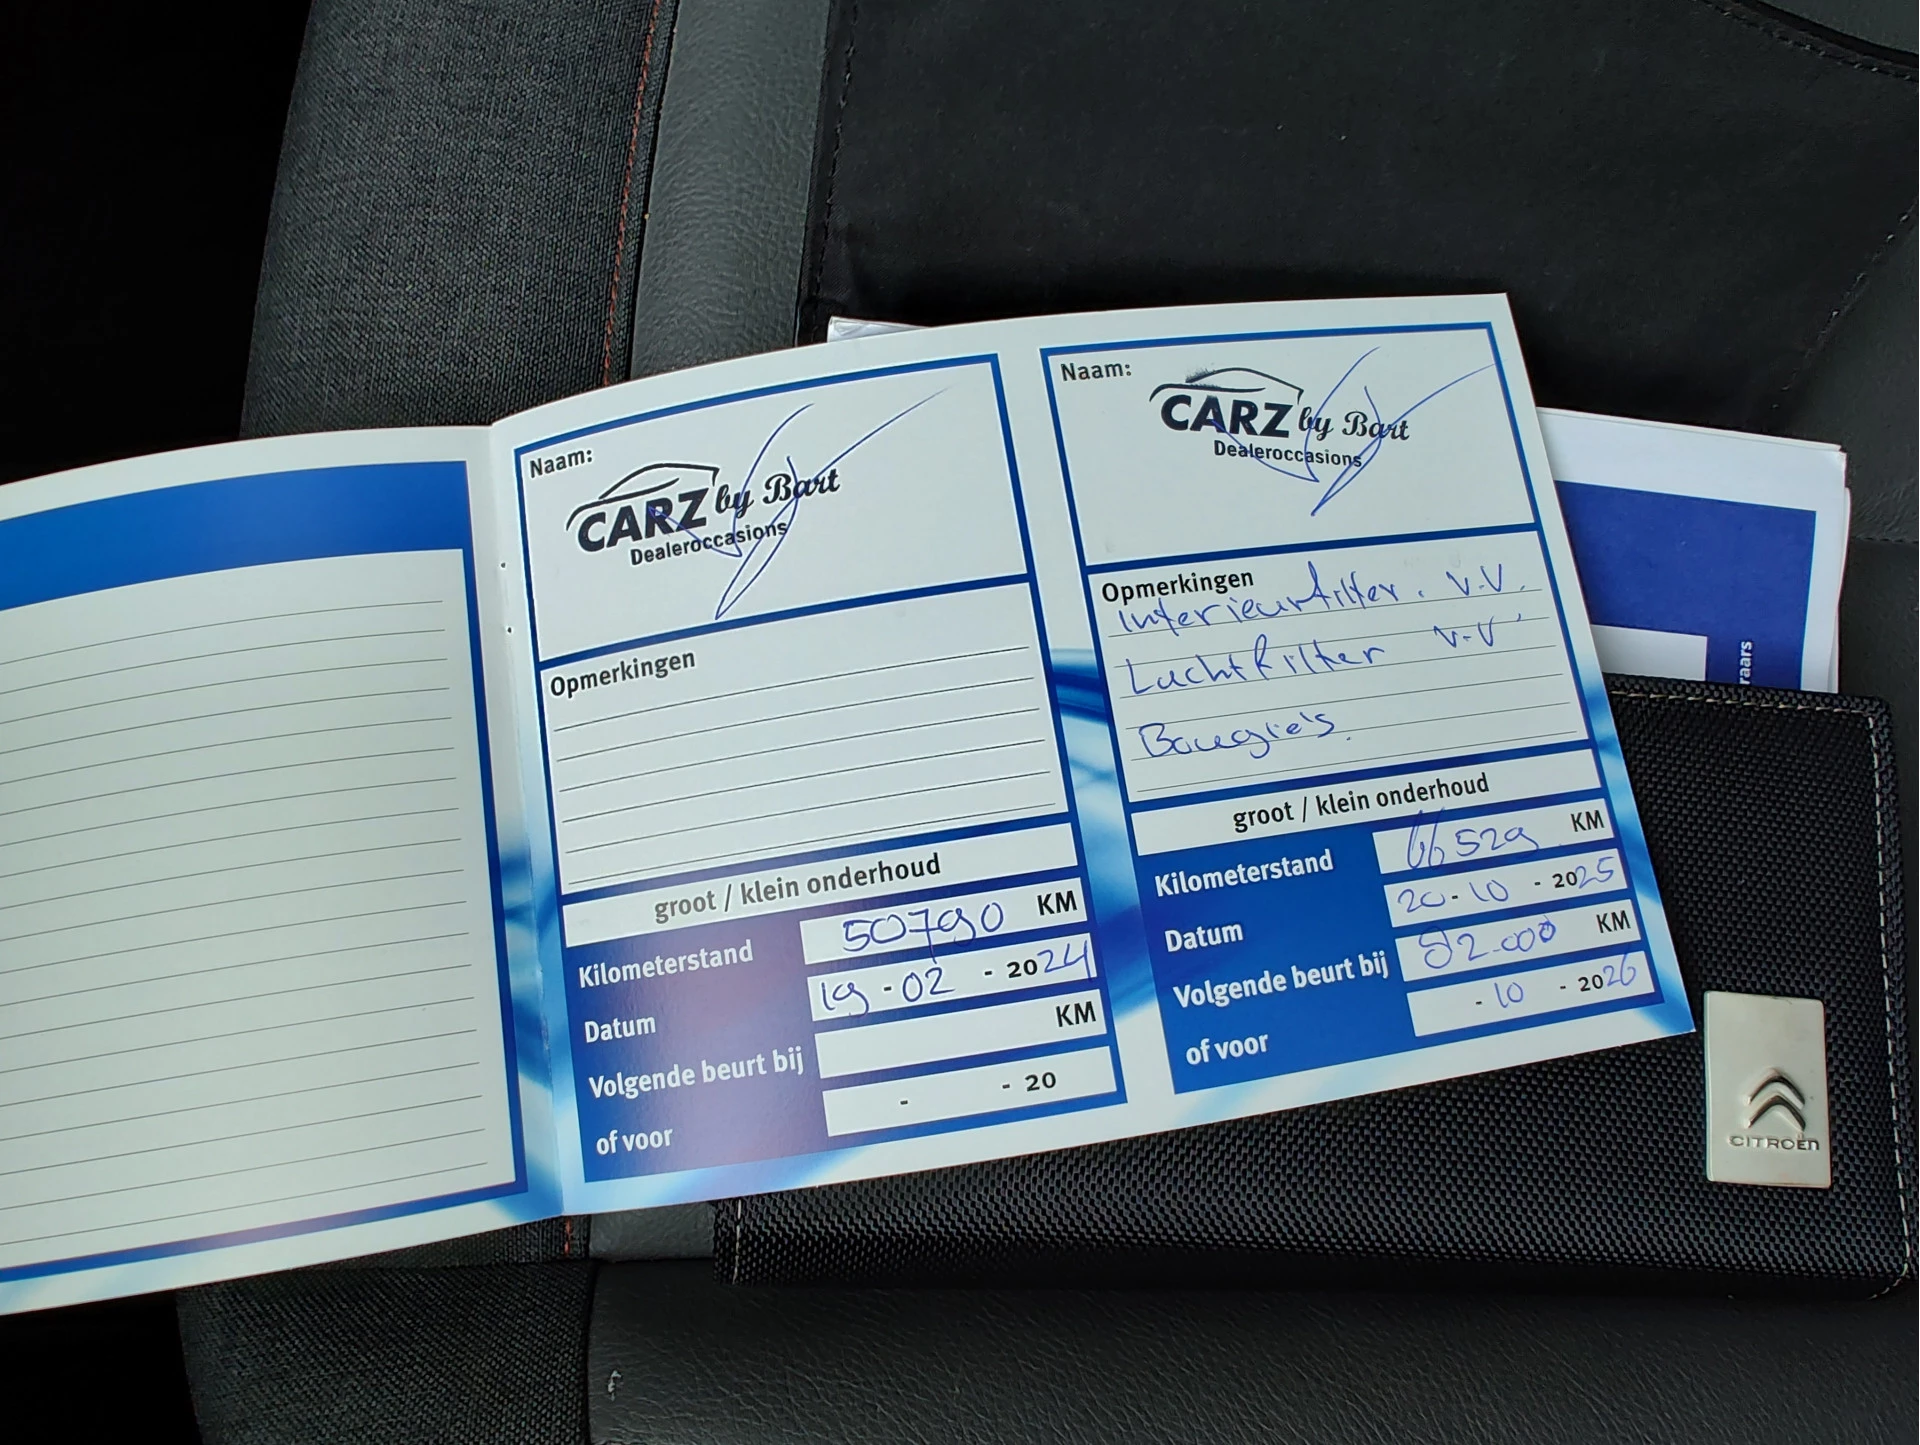 Naam:
CARZ by Bart
Dealeroccasions
Opmerkingen
groot / klein onderhoud
Kilometerstand 50790 KM
Datum 19 - 02 - 2024
Volgende beurt bij KM
of voor - - 20
Naam:
CARZ by Bart
Dealeroccasions
Opmerkingen
Interieurfilter. V.V.
Luchtfilter V-V
Bougie's.
groot / klein onderhoud
Kilometerstand 66529 KM
Datum 20 - 10 - 2025
Volgende beurt bij 82.000 KM
of voor - 10 - 2026
raars
CITROËN